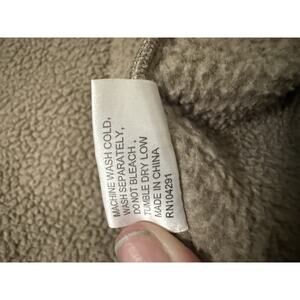 MACHINE WASH COLD,
WASH SEPARATELY,
DO NOT BLEACH ,
TUMBLE DRY LOW
MADE IN CHINA
RN104291